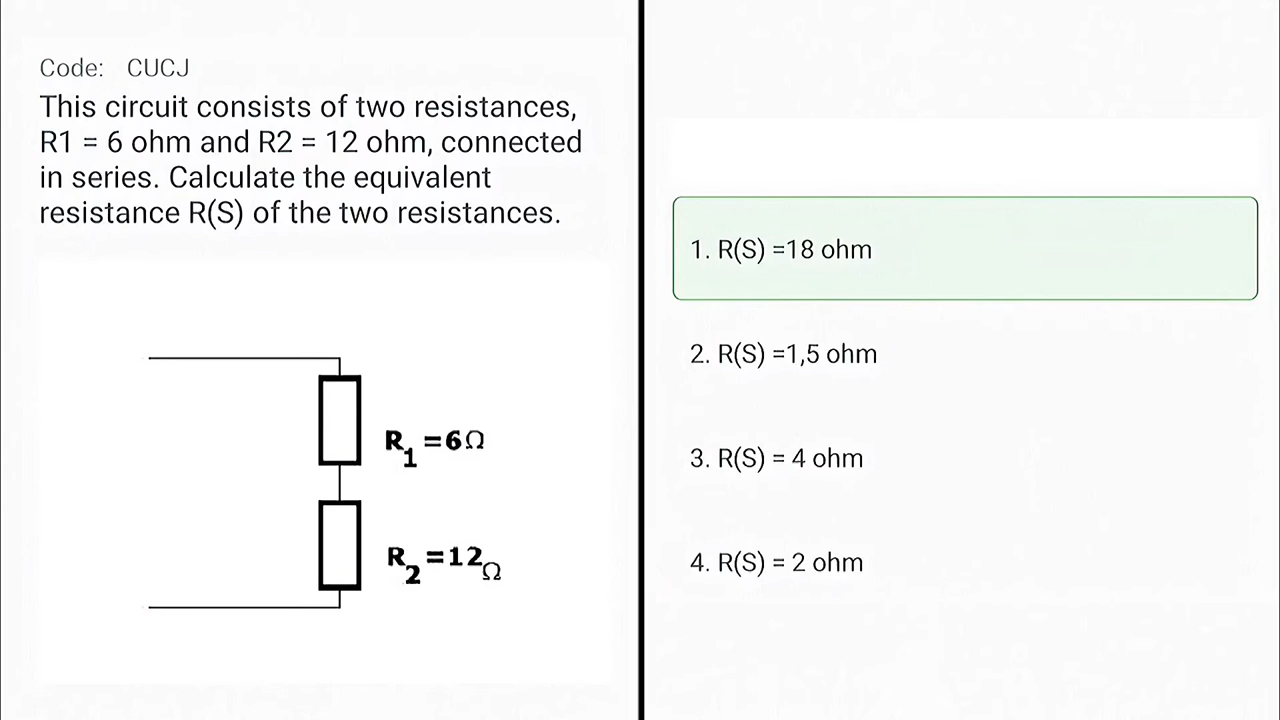 Code: CUCJ
This circuit consists of two resistances,
R1 = 6 ohm and R2 = 12 ohm, connected
in series. Calculate the equivalent
resistance R(S) of the two resistances.
R1 =6Ω
R2 =12Ω
1. R(S) =18 ohm
2. R(S) =1,5 ohm
3. R(S) = 4 ohm
4. R(S) = 2 ohm